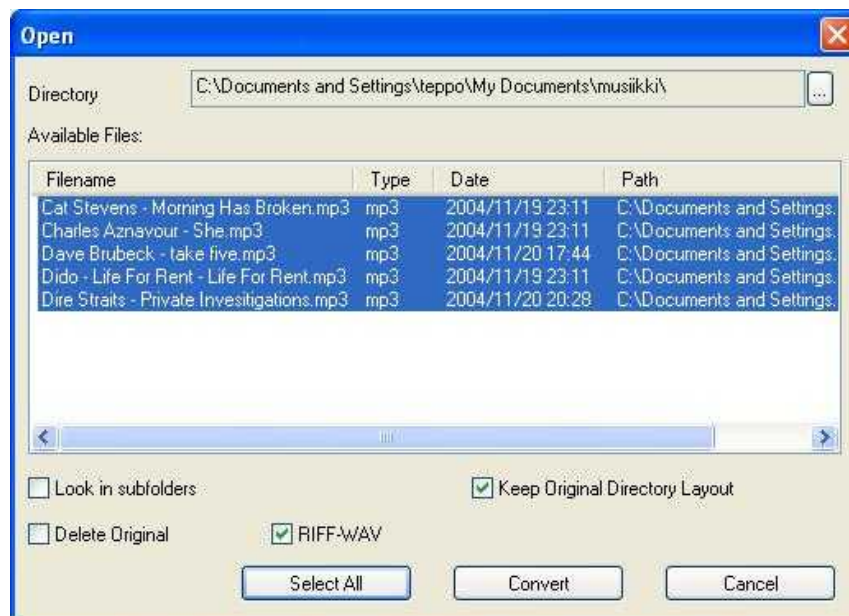 Open
Directory C:\Documents and Settings\teppo\My Documents\musiikki\ ...
Available Files:
Filename Type Date Path
Cat Stevens - Morning Has Broken.mp3 mp3 2004/11/19 23:11 C:\Documents and Settings.
Charles Aznavour - She.mp3 mp3 2004/11/19 23:11 C:\Documents and Settings.
Dave Brubeck - take five.mp3 mp3 2004/11/20 17:44 C:\Documents and Settings.
Dido - Life For Rent - Life For Rent.mp3 mp3 2004/11/19 23:11 C:\Documents and Settings.
Dire Straits - Private Invesitigations.mp3 mp3 2004/11/20 20:28 C:\Documents and Settings.
Look in subfolders Keep Original Directory Layout
Delete Original RIFF-WAV
Select All Convert Cancel